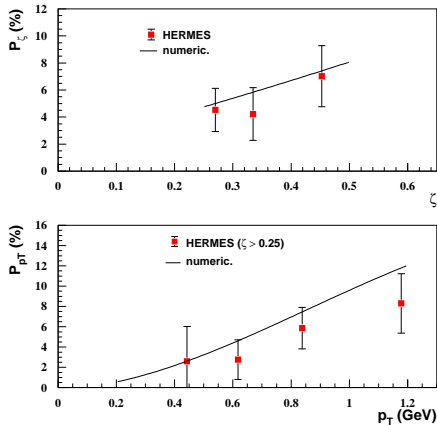 P_ζ (%)
12
10
8
6
4
2
0
HERMES
numeric.
0 0.1 0.2 0.3 0.4 0.5 0.6
ζ
P_pT (%)
16
14
12
10
8
6
4
2
0
HERMES (ζ > 0.25)
numeric.
0 0.2 0.4 0.6 0.8 1 1.2
p_T (GeV)